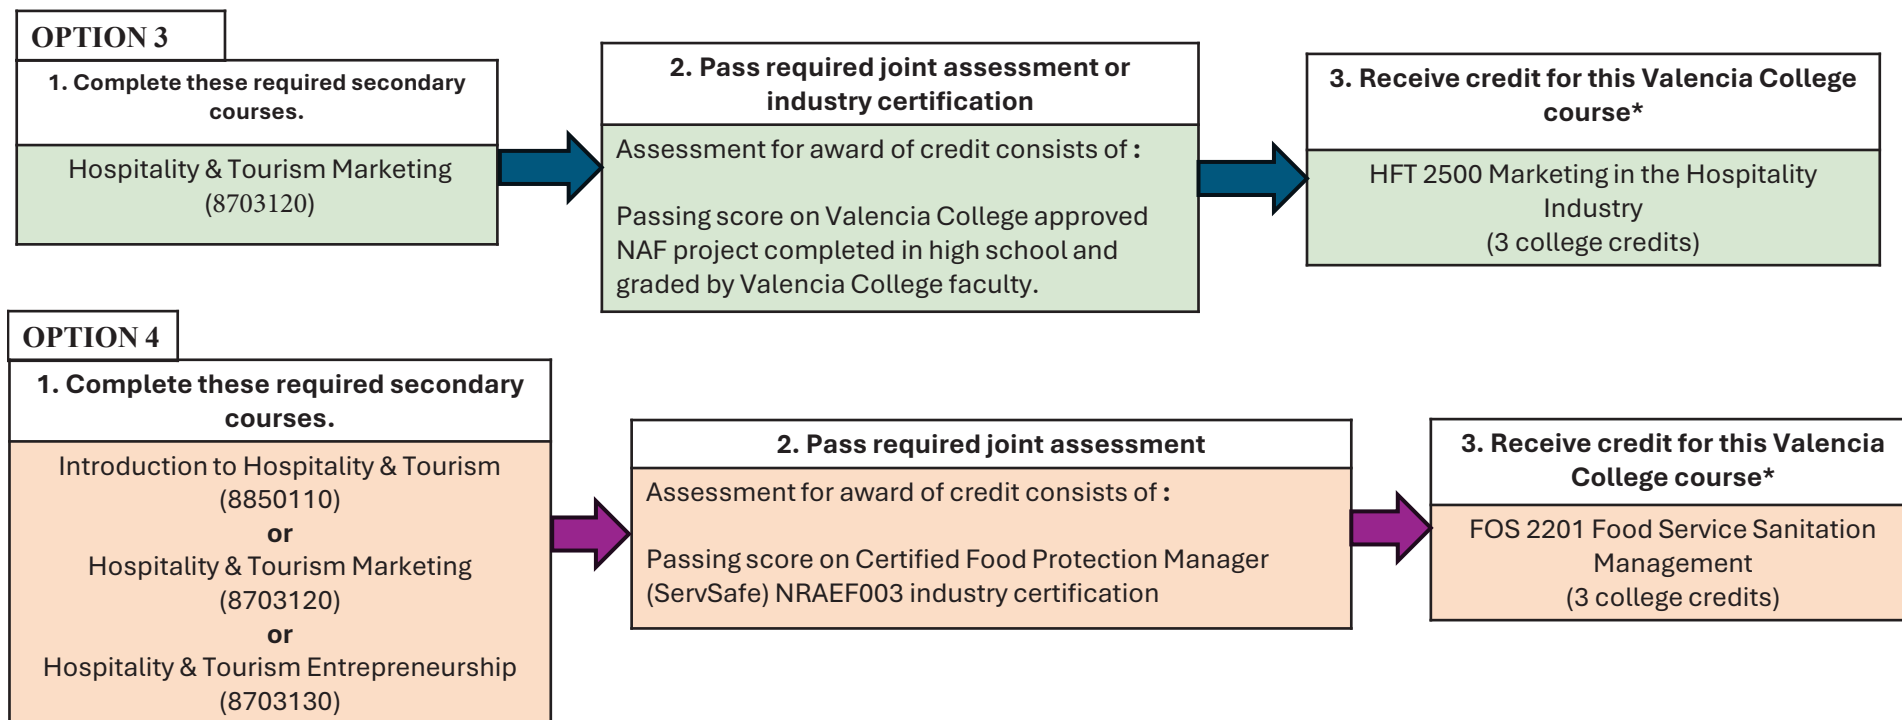 OPTION 3
1. Complete these required secondary
courses.
Hospitality & Tourism Marketing
(8703120)
2. Pass required joint assessment or
industry certification
Assessment for award of credit consists of :
Passing score on Valencia College approved
NAF project completed in high school and
graded by Valencia College faculty.
3. Receive credit for this Valencia College
course*
HFT 2500 Marketing in the Hospitality
Industry
(3 college credits)
OPTION 4
1. Complete these required secondary
courses.
Introduction to Hospitality & Tourism
(8850110)
or
Hospitality & Tourism Marketing
(8703120)
or
Hospitality & Tourism Entrepreneurship
(8703130)
2. Pass required joint assessment
Assessment for award of credit consists of :
Passing score on Certified Food Protection Manager
(ServSafe) NRAEF003 industry certification
3. Receive credit for this Valencia
College course*
FOS 2201 Food Service Sanitation
Management
(3 college credits)